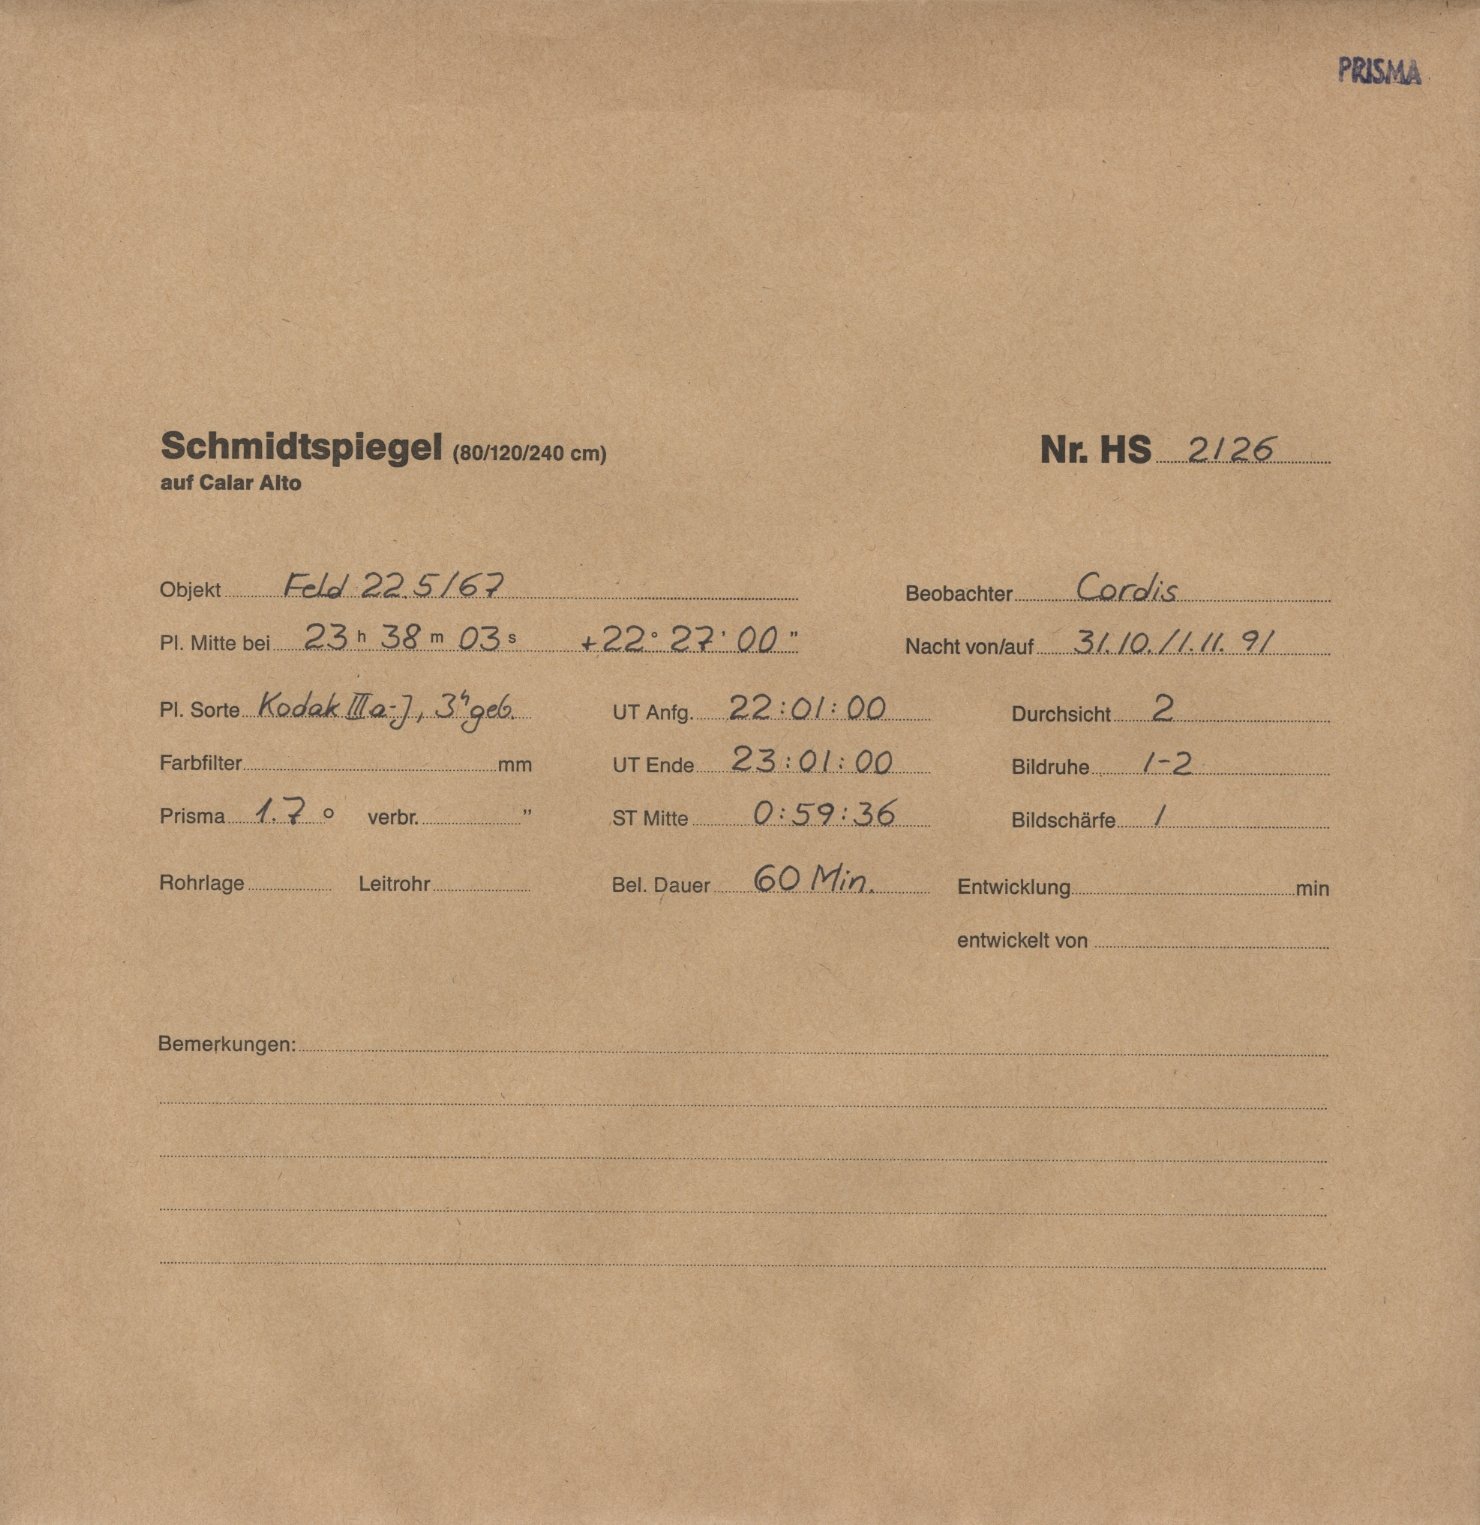 PRISMA
Schmidtspiegel (80/120/240 cm) Nr. HS 2126
auf Calar Alto
Objekt Feld 22.5/67 Beobachter Cordis
Pl. Mitte bei 23 h 38 m 03 s +22° 27' 00" Nacht von/auf 31.10./1.11. 91
Pl. Sorte Kodak IIIa-J, 3ʰgeb. UT Anfg. 22:01:00 Durchsicht 2
Farbfilter mm UT Ende 23:01:00 Bildruhe 1-2
Prisma 1.7 ° verbr. " ST Mitte 0:59:36 Bildschärfe 1
Rohrlage Leitrohr Bel. Dauer 60 Min. Entwicklung min
entwickelt von
Bemerkungen: